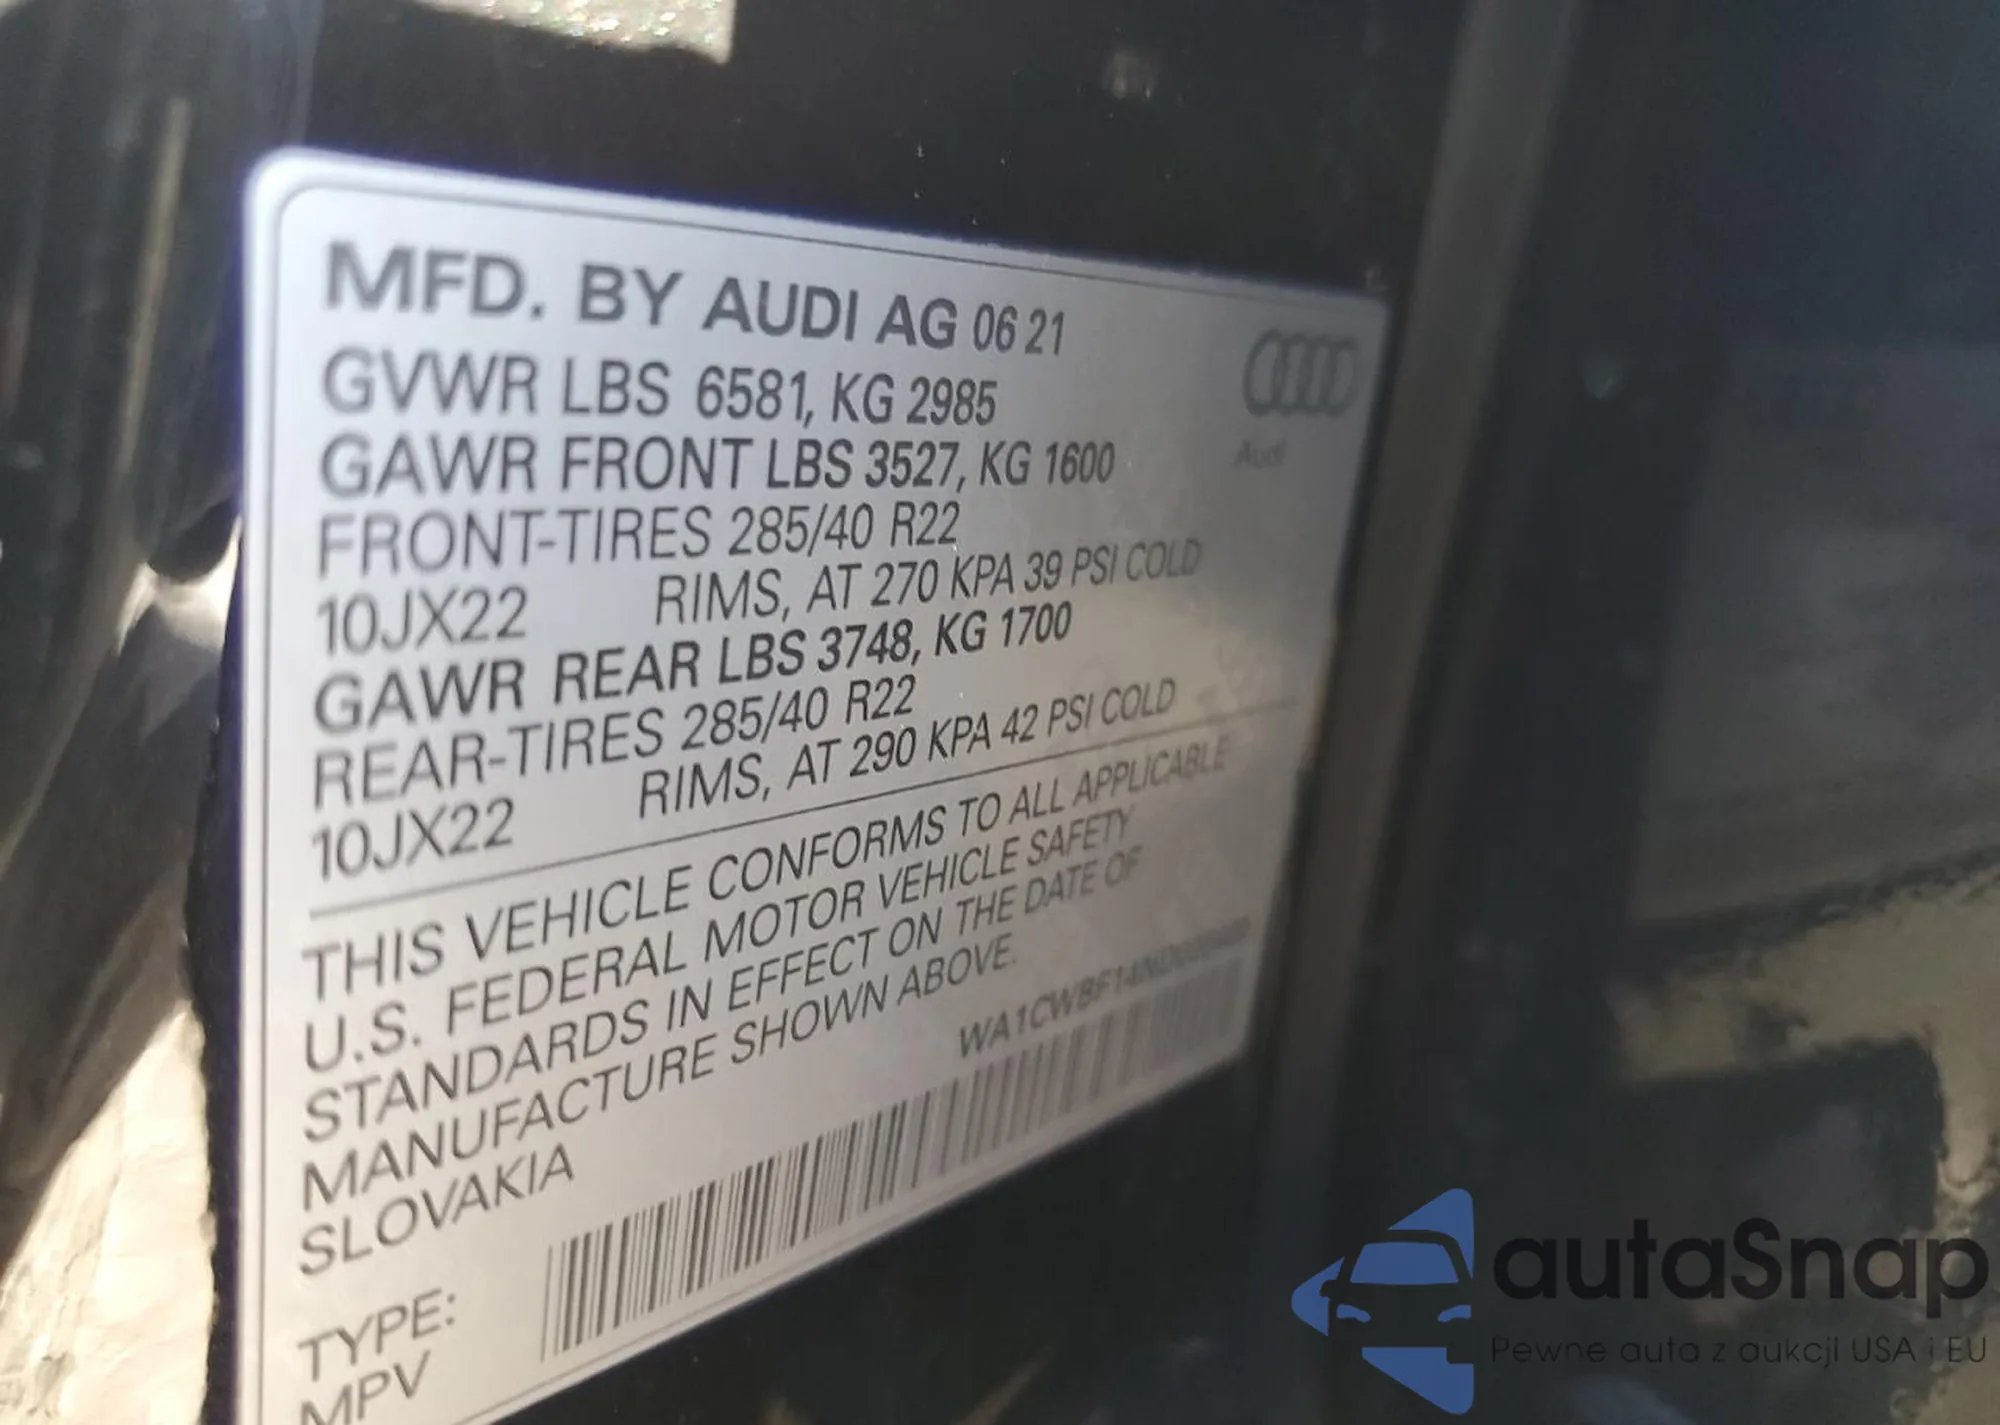 MFD. BY AUDI AG 06 21
GVWR LBS 6581, KG 2985
GAWR FRONT LBS 3527, KG 1600
FRONT-TIRES 285/40 R22
10JX22 RIMS, AT 270 KPA 39 PSI COLD
GAWR REAR LBS 3748, KG 1700
REAR-TIRES 285/40 R22
10JX22 RIMS, AT 290 KPA 42 PSI COLD
Audi
THIS VEHICLE CONFORMS TO ALL APPLICABLE
U.S. FEDERAL MOTOR VEHICLE SAFETY
STANDARDS IN EFFECT ON THE DATE OF
MANUFACTURE SHOWN ABOVE.
SLOVAKIA
TYPE:
MPV
autaSnap
Pewne auta z aukcji USA i EU